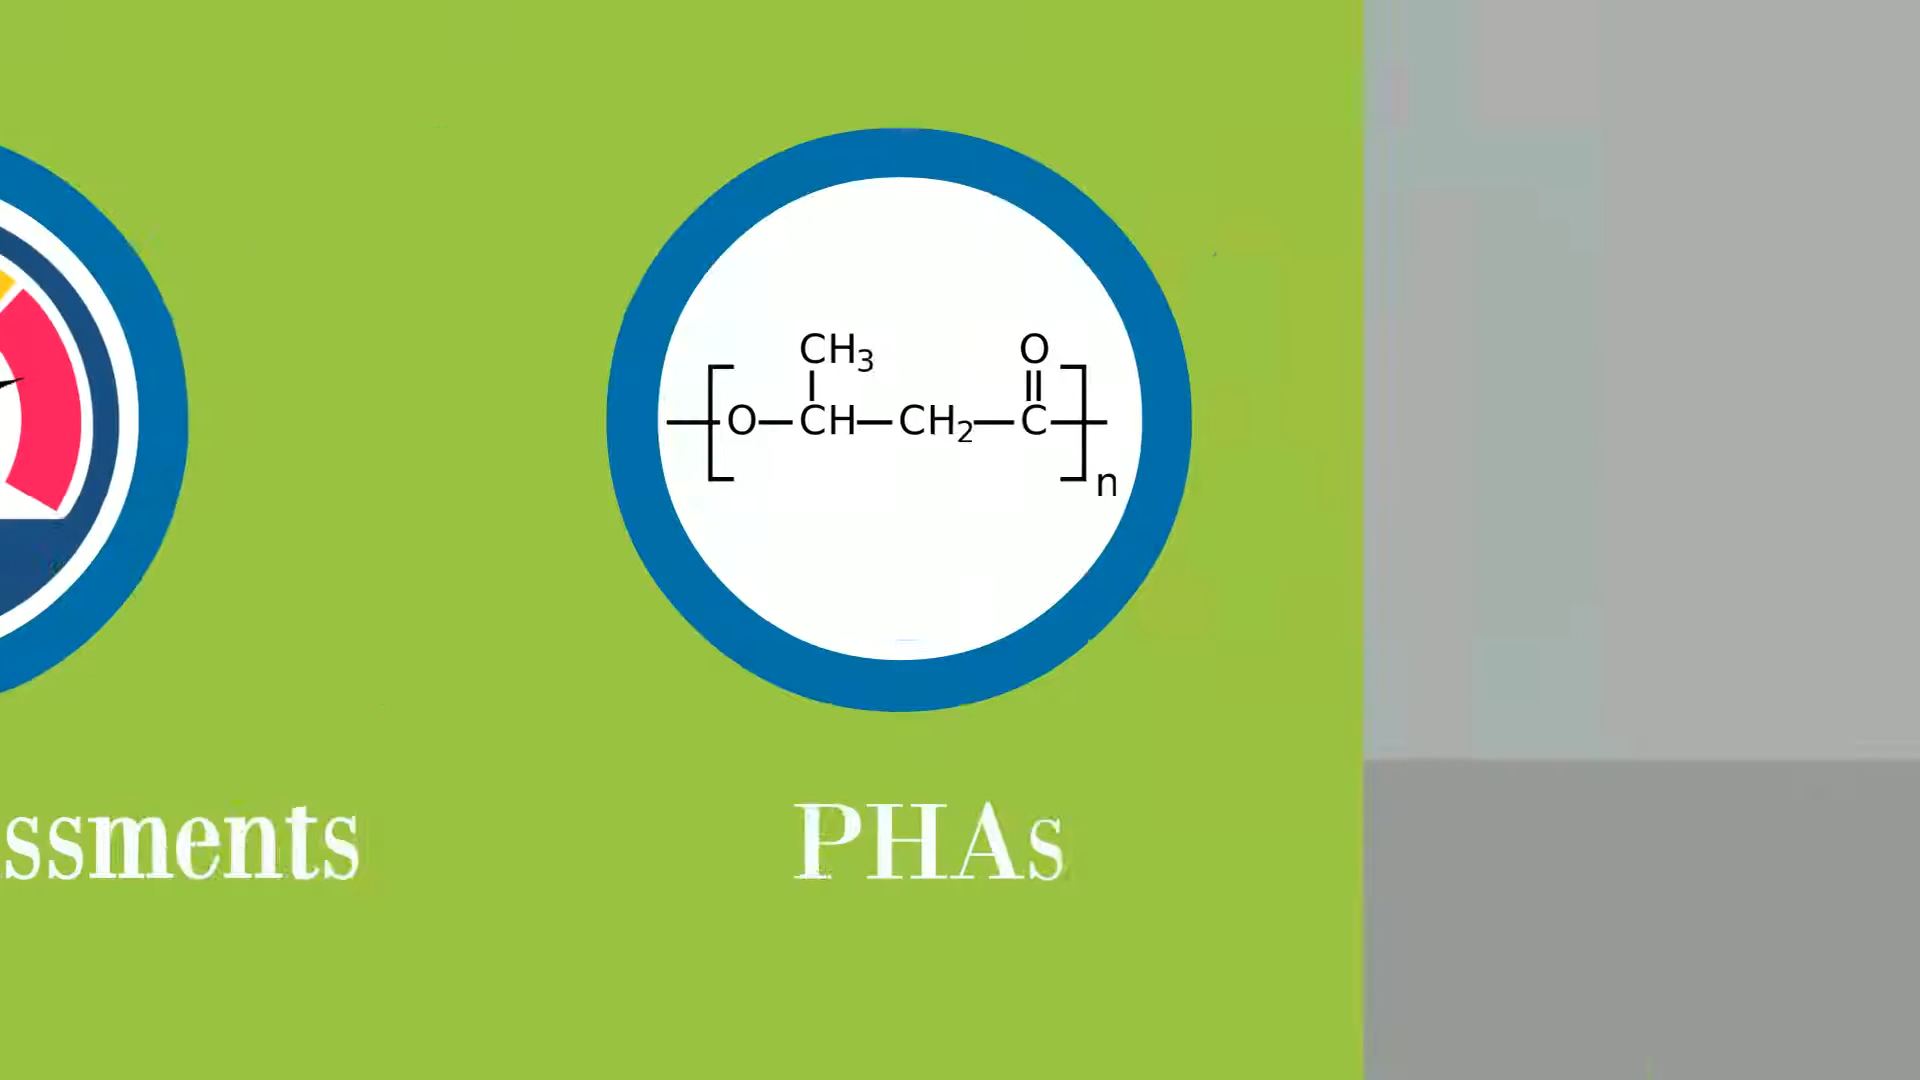 CH₃ O
O CH CH₂ C
n
ssments
PHAs